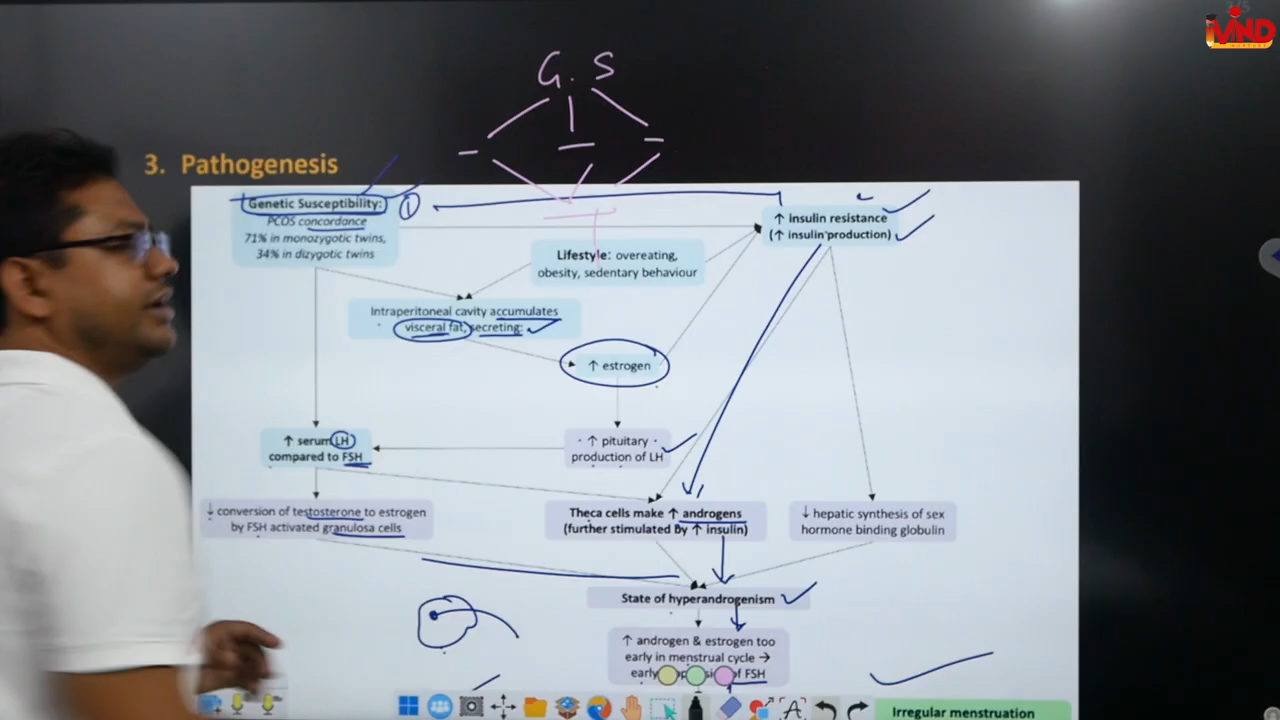 MND
G. S
3. Pathogenesis
Genetic Susceptibility:
PCOS concordance
71% in monozygotic twins,
34% in dizygotic twins
1
↑ insulin resistance
(↑ insulin production)
Lifestyle: overeating,
obesity, sedentary behaviour
Intraperitoneal cavity accumulates
visceral fat, secreting:
↑ estrogen
↑ serum LH
compared to FSH
↑ pituitary
production of LH
↓ conversion of testosterone to estrogen
by FSH activated granulosa cells
Theca cells make ↑ androgens
(further stimulated by ↑ insulin)
↓ hepatic synthesis of sex
hormone binding globulin
State of hyperandrogenism
↑ androgen & estrogen too
early in menstrual cycle →
early of FSH
Irregular menstruation